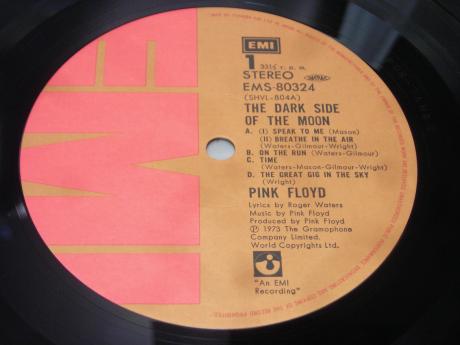 EMI
EMI
1
33⅓ r.p.m.
STEREO
EMS-80324
(SHVL-804A)
THE DARK SIDE
OF THE MOON
A. (I) SPEAK TO ME (Mason)
(II) BREATHE IN THE AIR
(Waters-Gilmour-Wright)
B. ON THE RUN (Waters-Gilmour)
C. TIME
(Waters-Mason-Gilmour-Wright)
D. THE GREAT GIG IN THE SKY
(Wright)
PINK FLOYD
Lyrics by Roger Waters
Music by Pink Floyd
Produced by Pink Floyd
Ⓟ 1973 The Gramophone
Company Limited.
World Copyrights Ltd.
"An EMI
Recording"